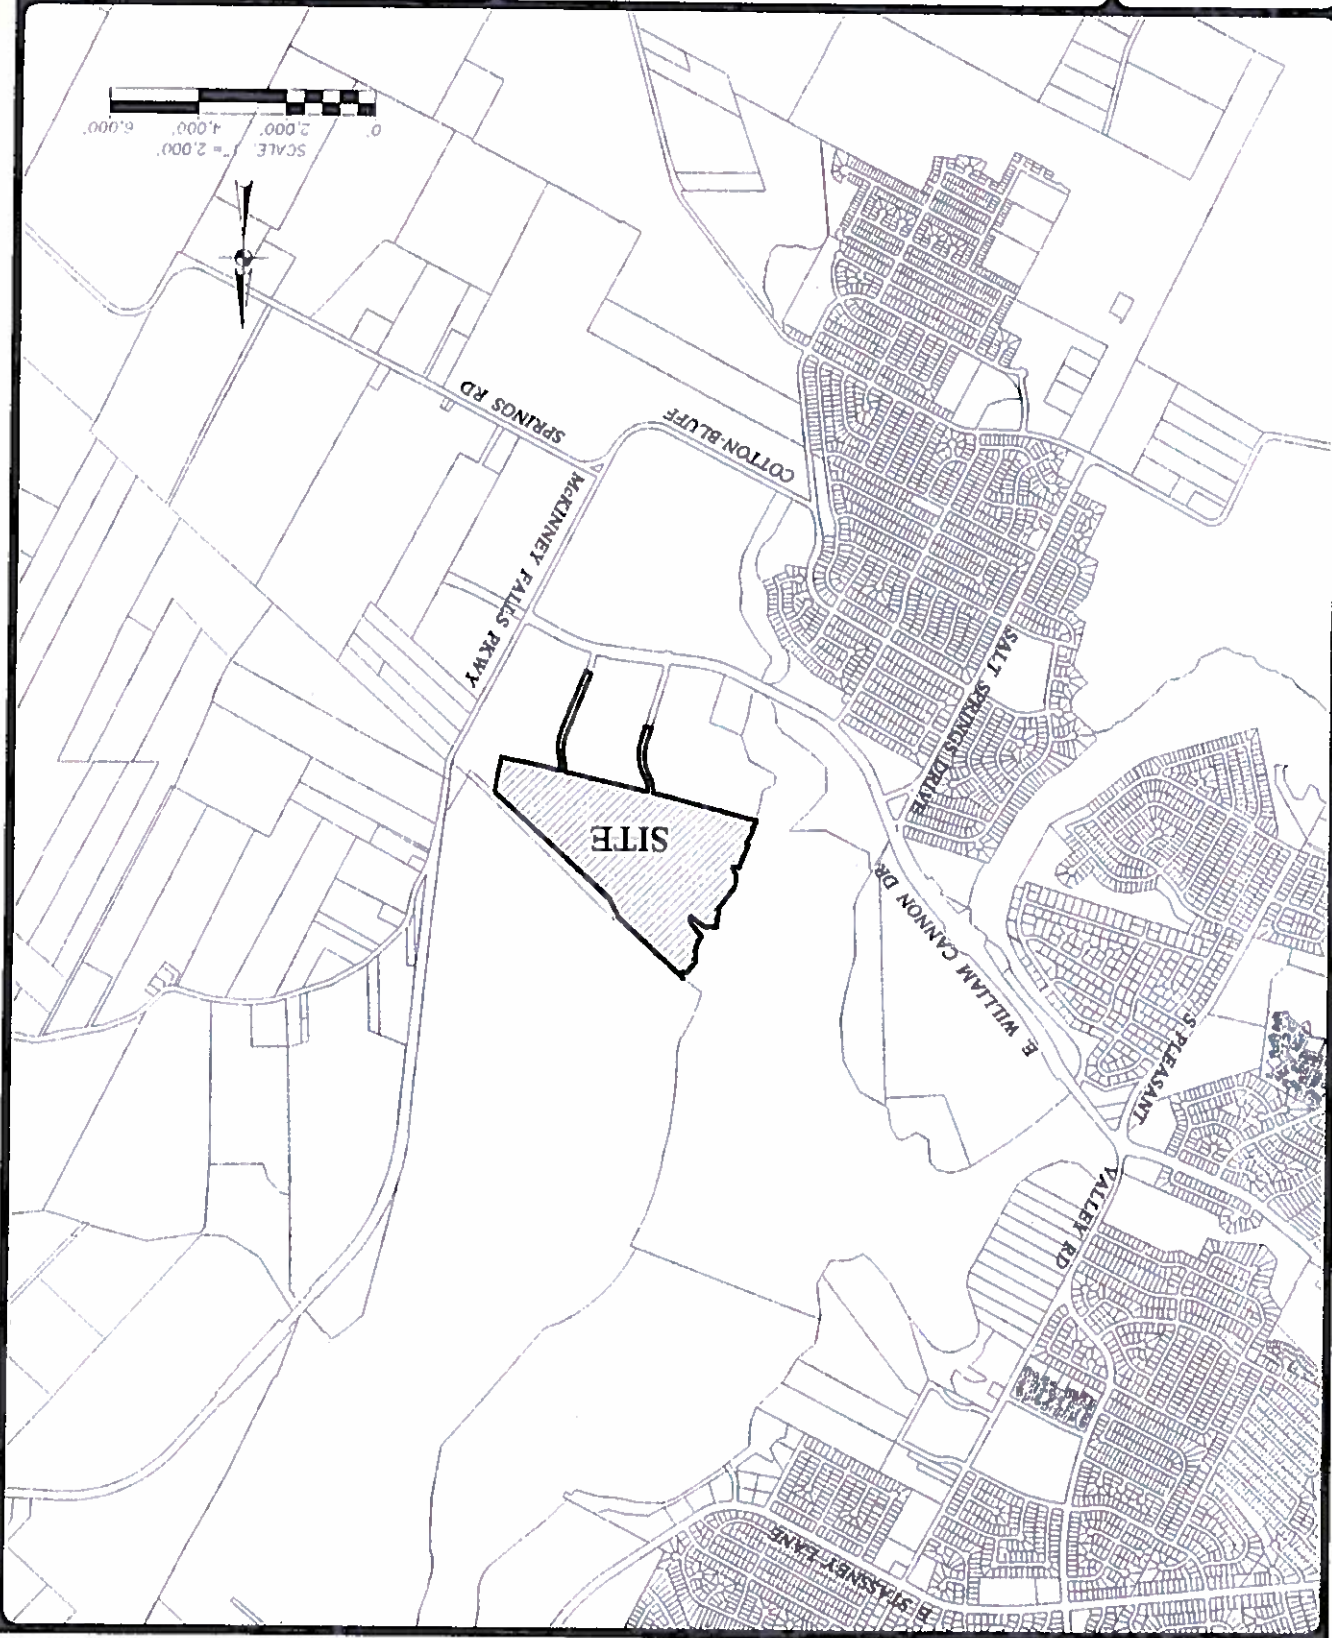 E STASSNEY LANE
VALLEY RD
S PLEASANT
E. WILLIAM CANNON DR.
SITE
SALT SPRINGS DRIVE
McKINNEY FALLS PKWY
COTTON BLUFF
SPRINGS RD
SCALE: 1" = 2,000'
0' 2,000' 4,000' 6,000'